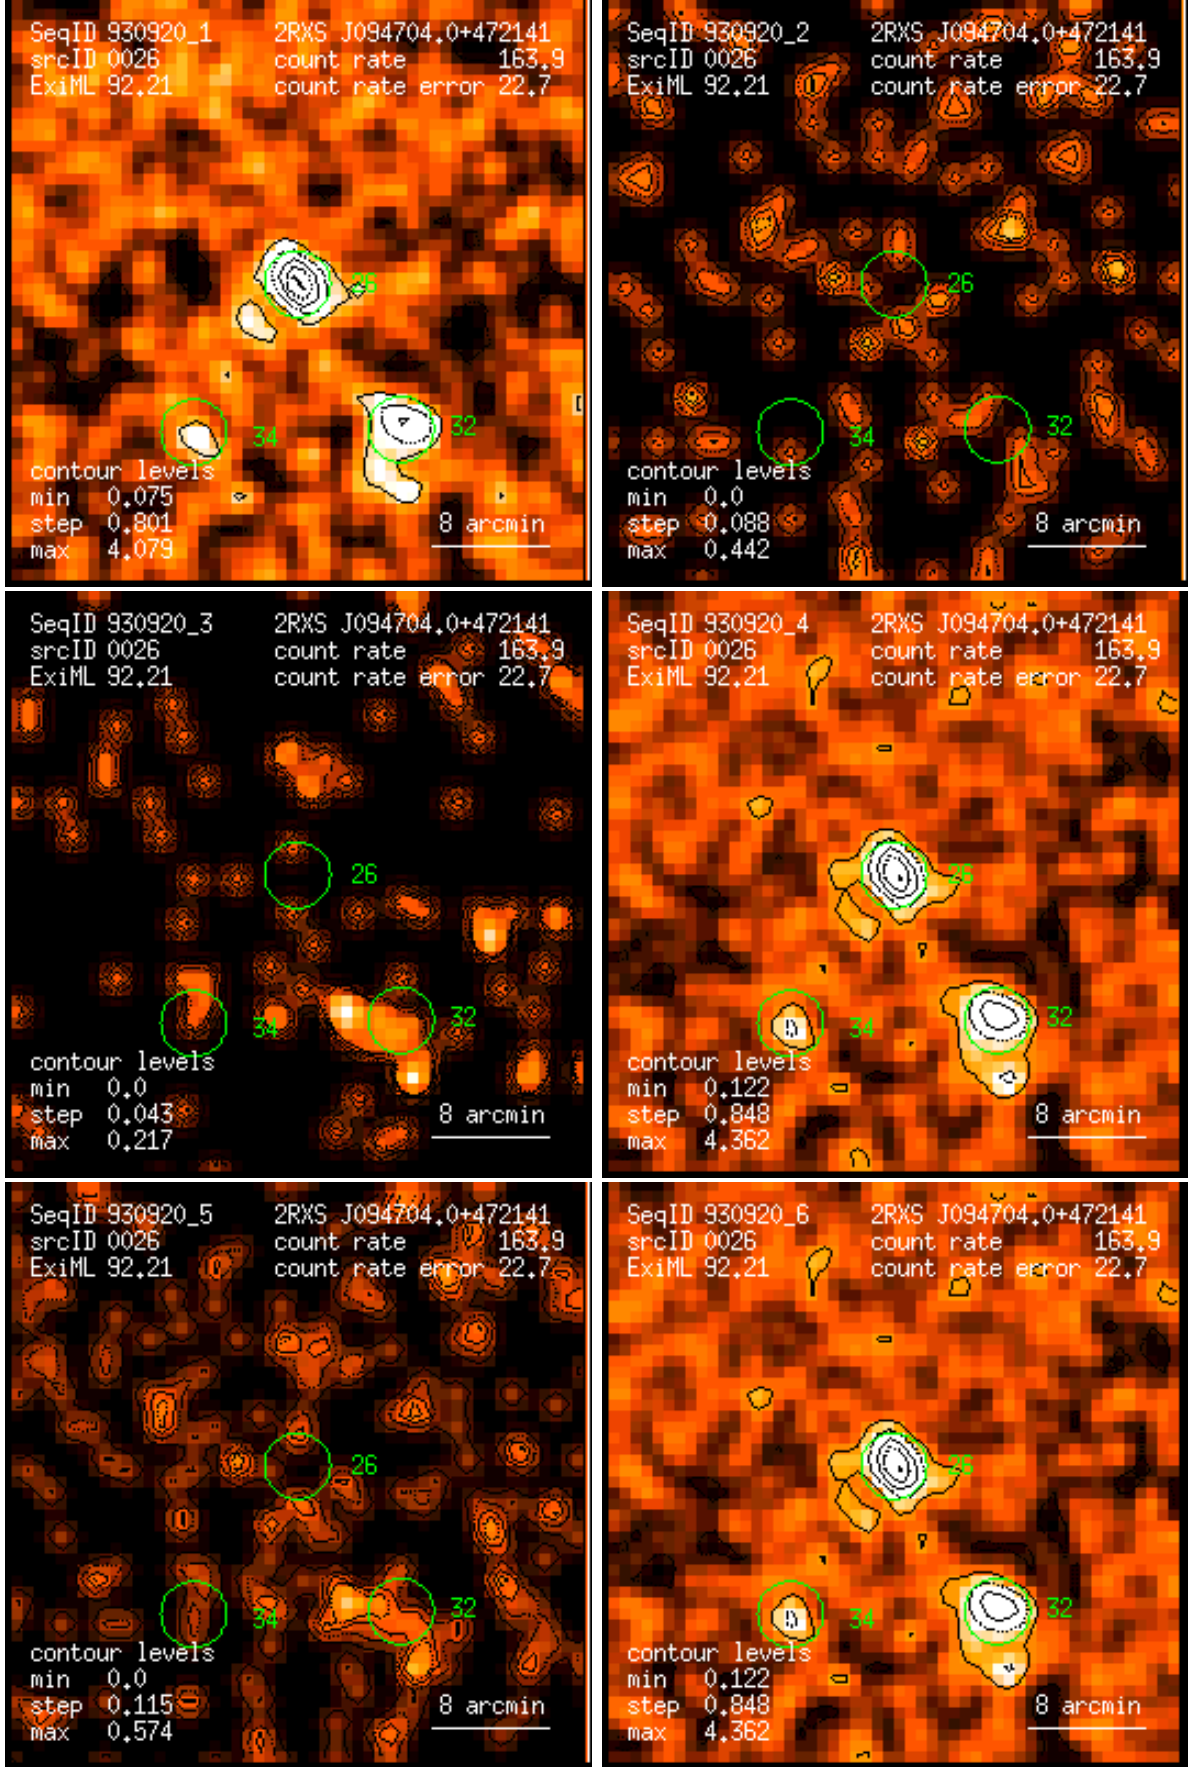 SeqID 930920_1 2RXS J094704.0+472141
srcID 0026 count rate 163.9
ExiML 92.21 count rate error 22.7
26
34 32
contour levels
min 0.075
step 0.801 8 arcmin
max 4.079
SeqID 930920_2 2RXS J094704.0+472141
srcID 0026 count rate 163.9
ExiML 92.21 count rate error 22.7
26
34 32
contour levels
min 0.0
step 0.088 8 arcmin
max 0.442
SeqID 930920_3 2RXS J094704.0+472141
srcID 0026 count rate 163.9
ExiML 92.21 count rate error 22.7
26
34 32
contour levels
min 0.0
step 0.043 8 arcmin
max 0.217
SeqID 930920_4 2RXS J094704.0+472141
srcID 0026 count rate 163.9
ExiML 92.21 count rate error 22.7
26
34 32
contour levels
min 0.122
step 0.848 8 arcmin
max 4.362
SeqID 930920_5 2RXS J094704.0+472141
srcID 0026 count rate 163.9
ExiML 92.21 count rate error 22.7
26
34 32
contour levels
min 0.0
step 0.115 8 arcmin
max 0.574
SeqID 930920_6 2RXS J094704.0+472141
srcID 0026 count rate 163.9
ExiML 92.21 count rate error 22.7
26
34 32
contour levels
min 0.122
step 0.848 8 arcmin
max 4.362